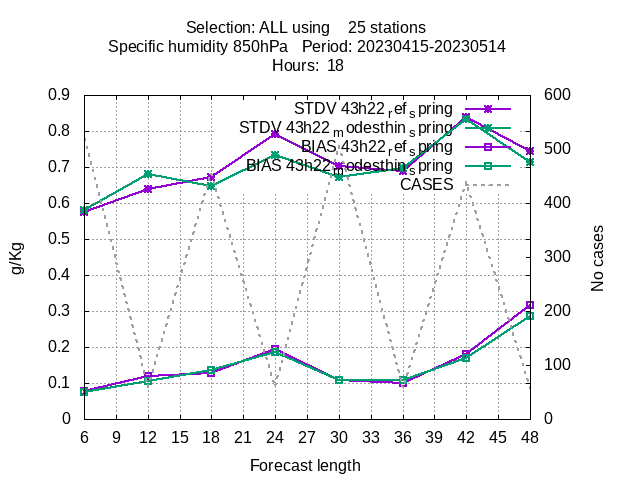 Selection: ALL using    25 stations
Specific humidity 850hPa   Period: 20230415-20230514
Hours: 18
0.9
0.8
0.7
0.6
0.5
0.4
0.3
0.2
0.1
0
g/Kg
STDV 43h22_ref_spring
STDV 43h22_modesthin_spring
BIAS 43h22_ref_spring
BIAS 43h22_modesthin_spring
CASES
600
500
400
300
200
100
0
No cases
6 9 12 15 18 21 24 27 30 33 36 39 42 45 48
Forecast length